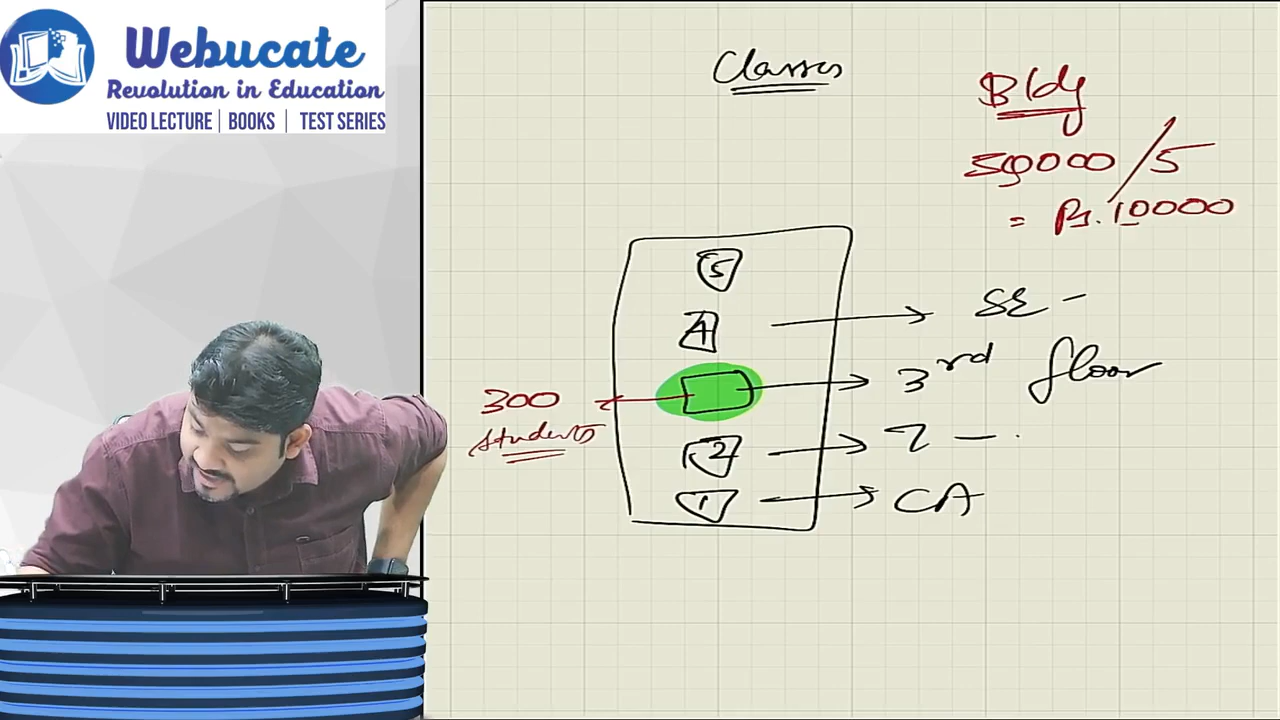 Webucate
Revolution in Education
VIDEO LECTURE | BOOKS | TEST SERIES
Classes
Bldg
50000/5
= Rs. 10000
5
4
SE -
3rd floor
300
students
2
2 - .
1
CA